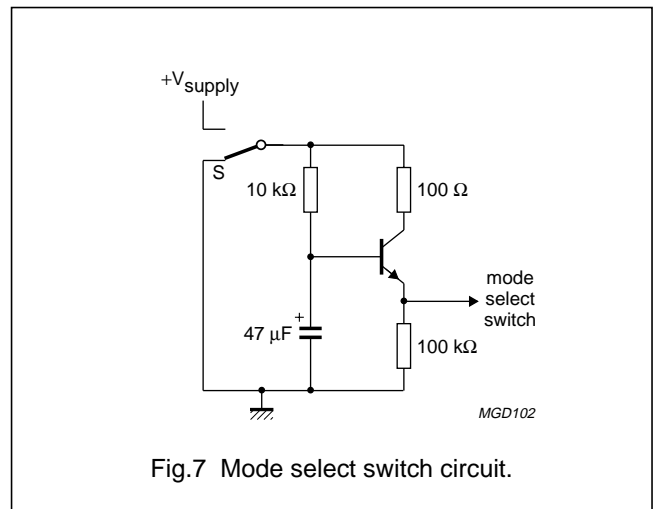 +Vsupply
S
10 kΩ
100 Ω
mode
select
switch
+
47 μF
100 kΩ
MGD102
Fig.7 Mode select switch circuit.